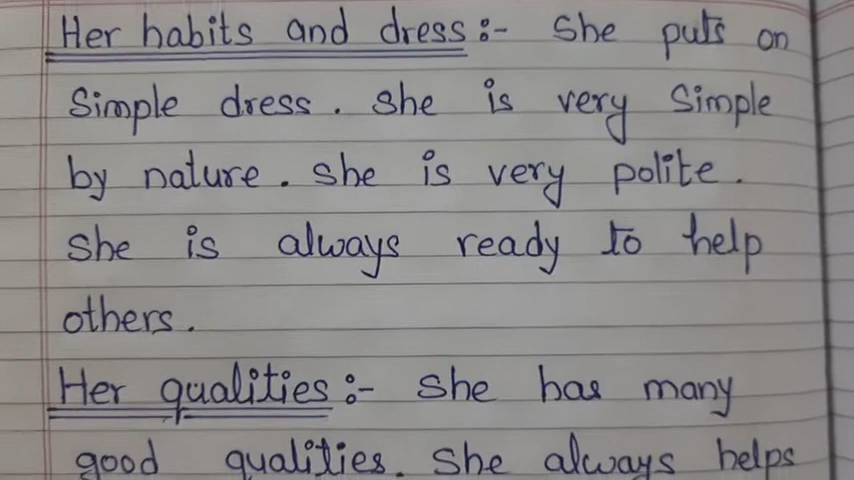 Her habits and dress :- She puts on
Simple dress. She is very Simple
by nature. She is very polite.
She is always ready to help
others.
Her qualities :- She has many
good qualities. She always helps